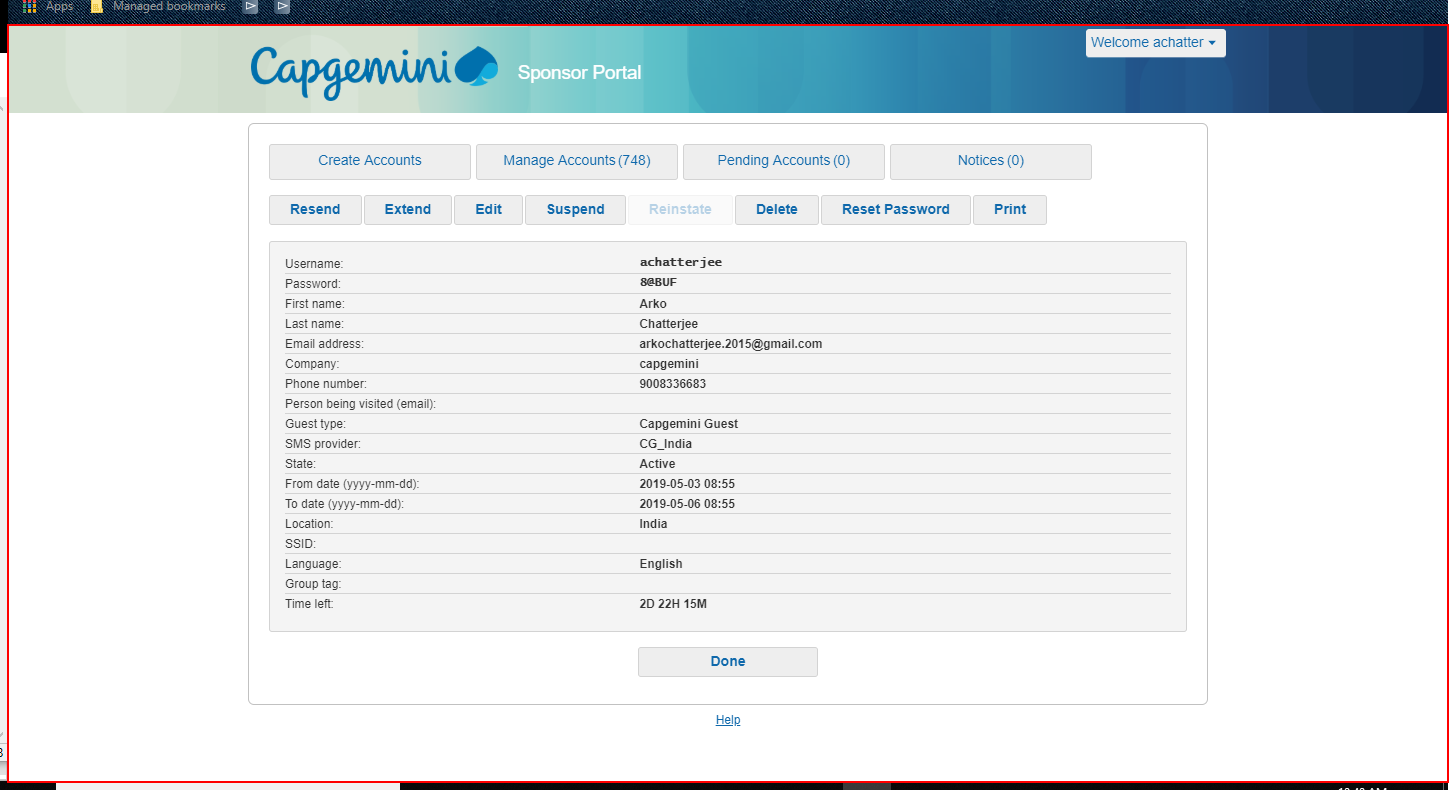 Apps Managed bookmarks
Capgemini Sponsor Portal Welcome achatter
Create Accounts Manage Accounts (748) Pending Accounts (0) Notices (0)
Resend Extend Edit Suspend Reinstate Delete Reset Password Print
Username: achatterjee
Password: 8@BUF
First name: Arko
Last name: Chatterjee
Email address: arkochatterjee.2015@gmail.com
Company: capgemini
Phone number: 9008336683
Person being visited (email):
Guest type: Capgemini Guest
SMS provider: CG_India
State: Active
From date (yyyy-mm-dd): 2019-05-03 08:55
To date (yyyy-mm-dd): 2019-05-06 08:55
Location: India
SSID:
Language: English
Group tag:
Time left: 2D 22H 15M
Done
Help